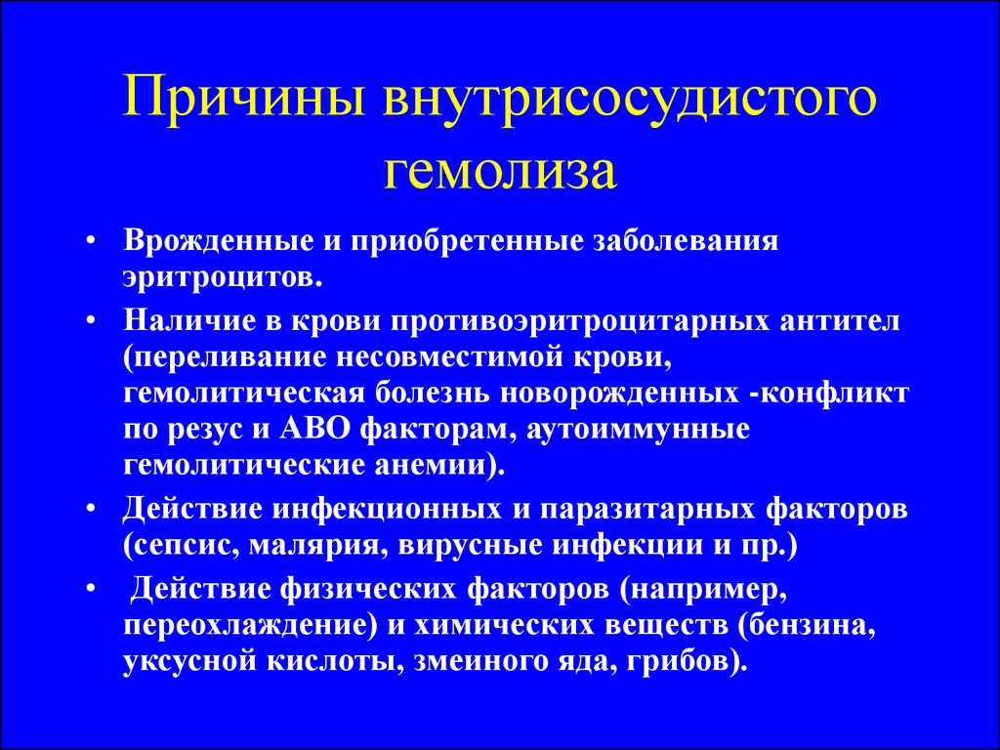 Причины внутрисосудистого
гемолиза
• Врожденные и приобретенные заболевания
эритроцитов.
• Наличие в крови противоэритроцитарных антител
(переливание несовместимой крови,
гемолитическая болезнь новорожденных -конфликт
по резус и АВО факторам, аутоиммунные
гемолитические анемии).
• Действие инфекционных и паразитарных факторов
(сепсис, малярия, вирусные инфекции и пр.)
• Действие физических факторов (например,
переохлаждение) и химических веществ (бензина,
уксусной кислоты, змеиного яда, грибов).